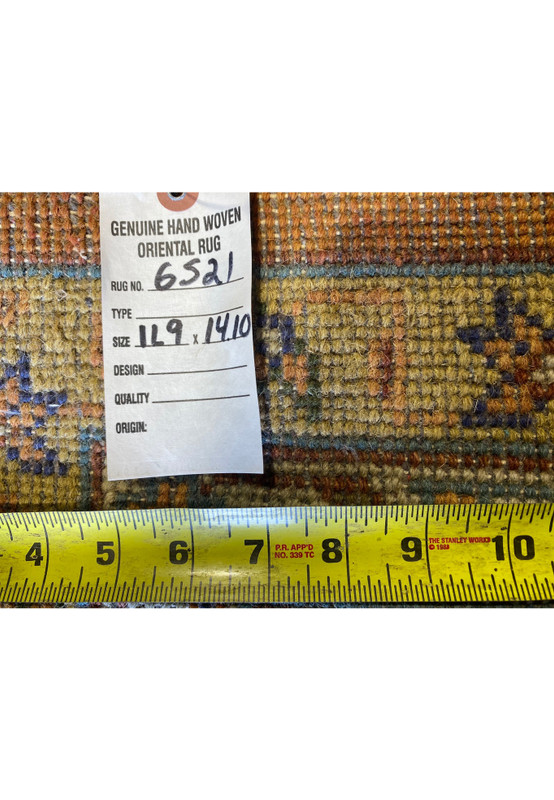 GENUINE HAND WOVEN
ORIENTAL RUG
RUG NO. 6521
TYPE
SIZE 11.9 x 14.10
DESIGN
QUALITY
ORIGIN:
4 5 6 7 P.R. APP'D NO. 339 TC 8 9 THE STANLEY WORKS © 1989 10